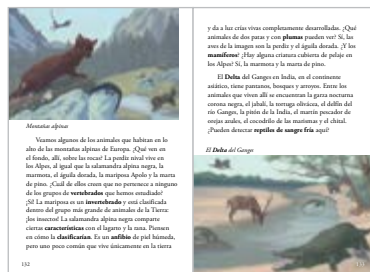 Montañas alpinas
Veamos algunos de los animales que habitan en lo
alto de las montañas alpinas de Europa. ¿Qué ven en
el fondo, allí, sobre las rocas? La perdiz nival vive en
los Alpes, al igual que la salamandra alpina negra, la
marmota, el águila dorada, la mariposa Apolo y la marta
de pino. ¿Cuál de ellos creen que no pertenece a ninguno
de los grupos de vertebrados que hemos estudiado?
¡Sí! La mariposa es un invertebrado y está clasificada
dentro del grupo más grande de animales de la Tierra:
¡los insectos! La salamandra alpina negra comparte
ciertas características con el lagarto y la rana. Piensen
en cómo la clasificarían. Es un anfibio de piel húmeda,
pero uno poco común que vive únicamente en la tierra
132
y da a luz crías vivas completamente desarrolladas. ¿Qué
animales de dos patas y con plumas pueden ver? Sí, las
aves de la imagen son la perdiz y el águila dorada. ¿Y los
mamíferos? ¿Hay alguna criatura cubierta de pelaje en
los Alpes? Sí, la marmota y la marta de pino.
El Delta del Ganges en India, en el continente
asiático, tiene pantanos, bosques y arroyos. Entre los
animales que viven allí se encuentran la garza nocturna
corona negra, el jabalí, la tortuga olivácea, el delfín del
río Ganges, la pitón de la India, el martín pescador de
orejas azules, el cocodrilo de las marismas y el chital.
¿Pueden detectar reptiles de sangre fría aquí?
El Delta del Ganges